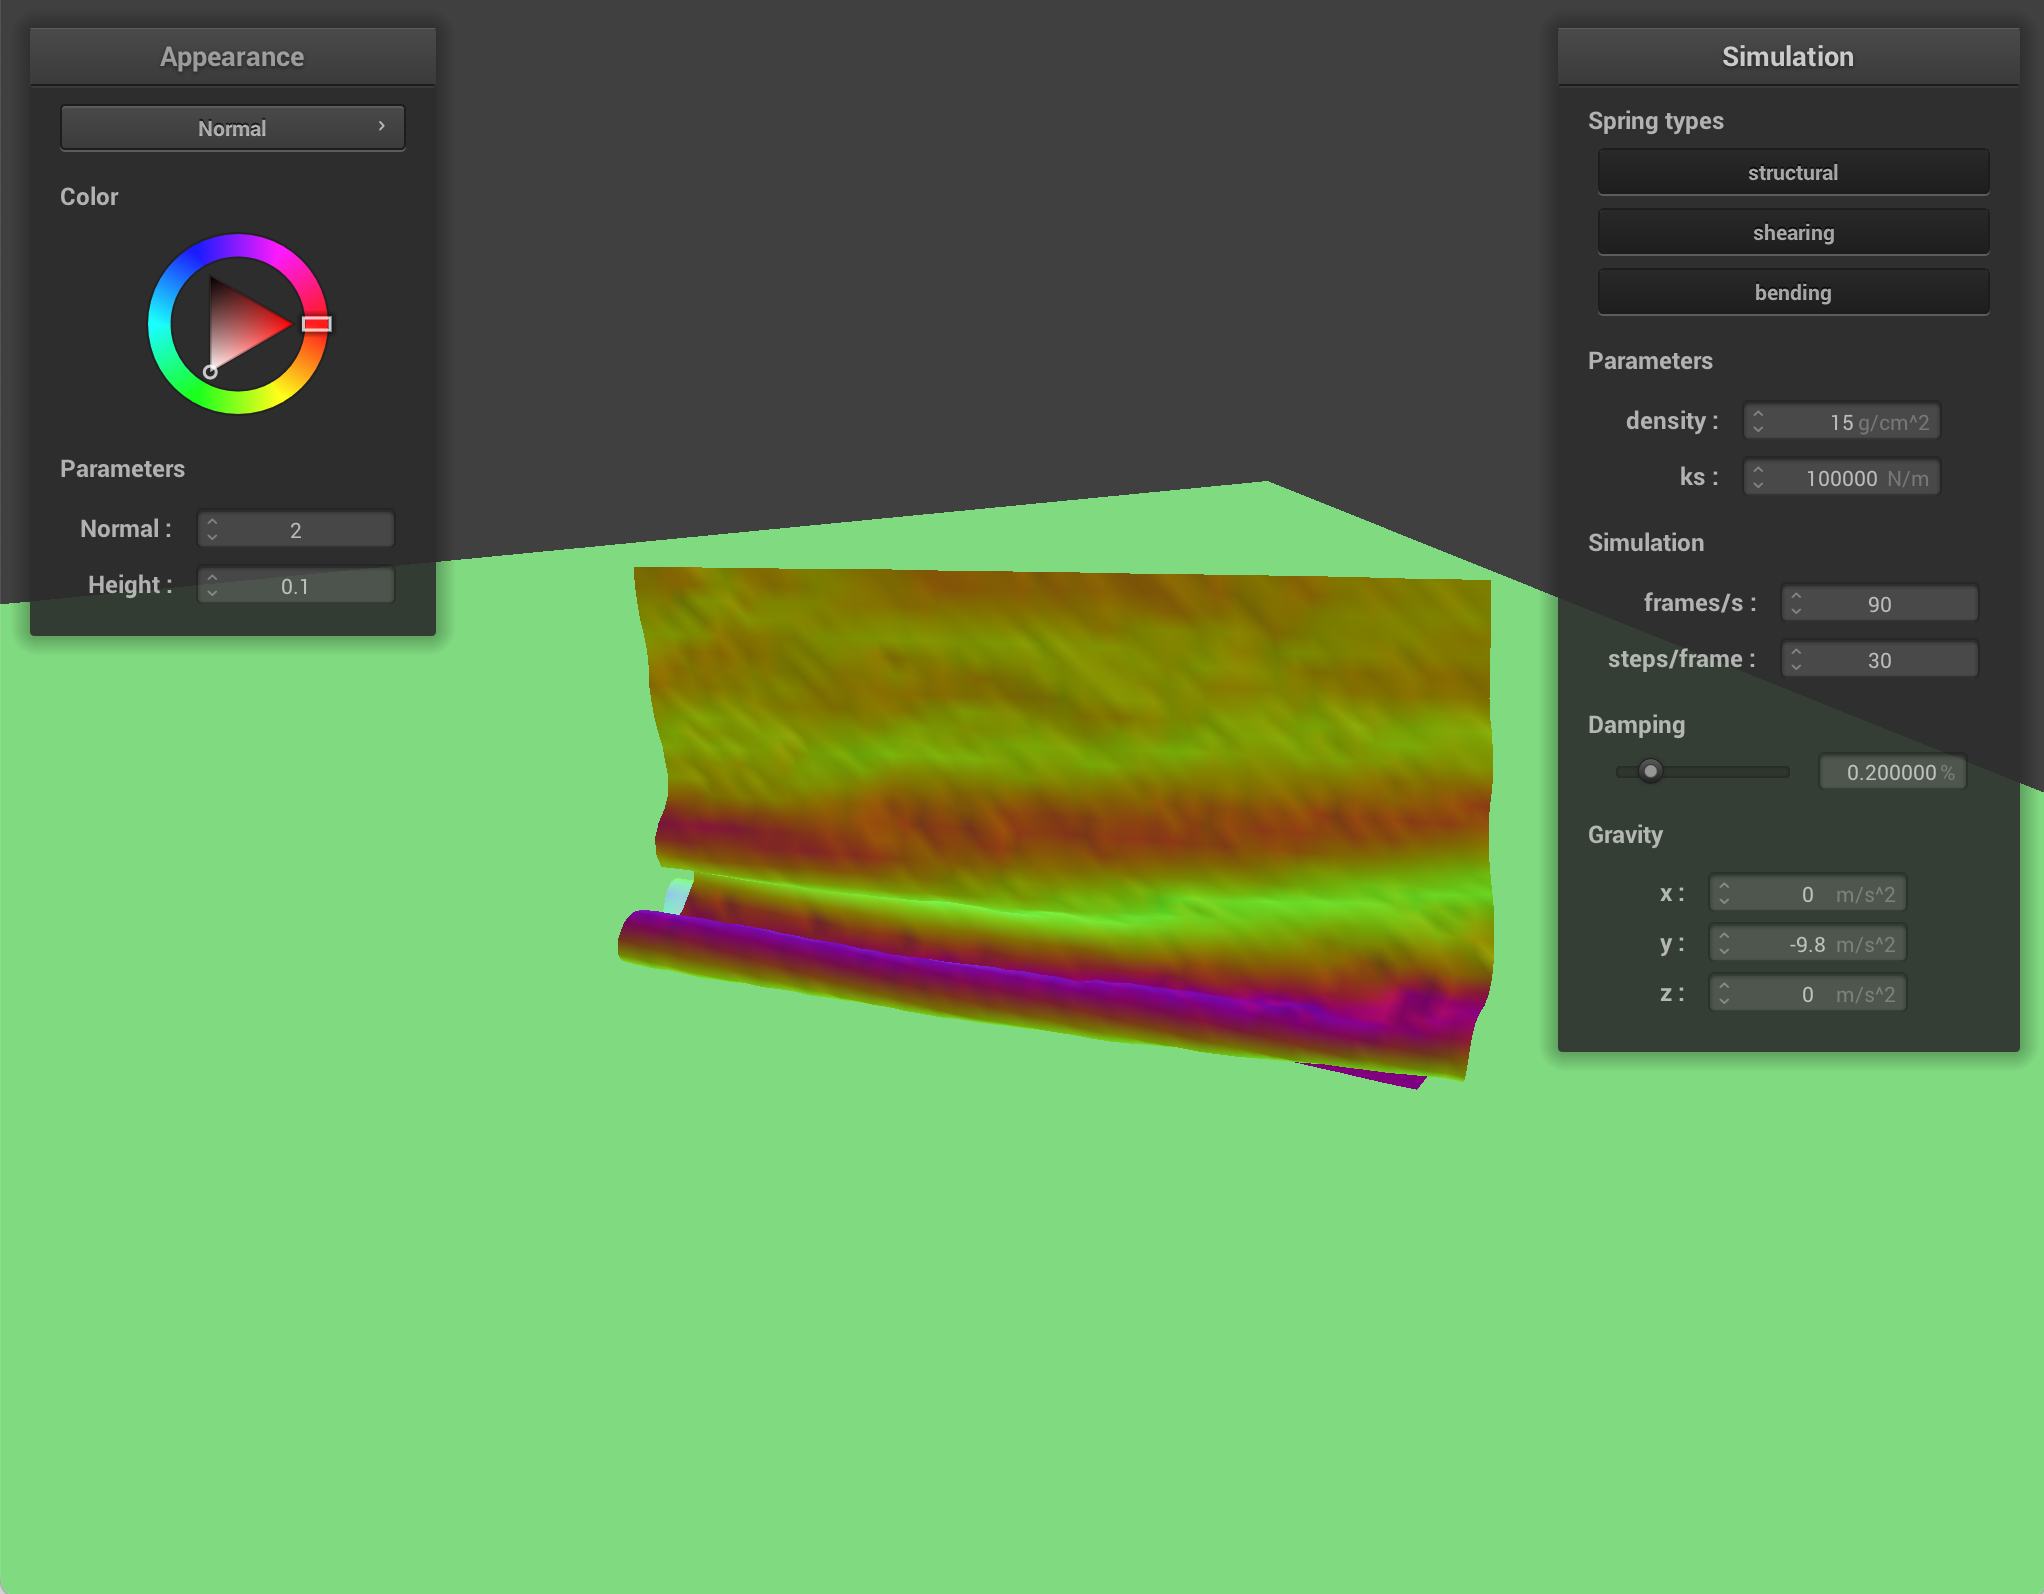 Appearance
Normal
Color
Parameters
Normal : 2
Height : 0.1
Simulation
Spring types
structural
shearing
bending
Parameters
density : 15 g/cm^2
ks : 100000 N/m
Simulation
frames/s : 90
steps/frame : 30
Damping
0.200000 %
Gravity
x : 0 m/s^2
y : -9.8 m/s^2
z : 0 m/s^2